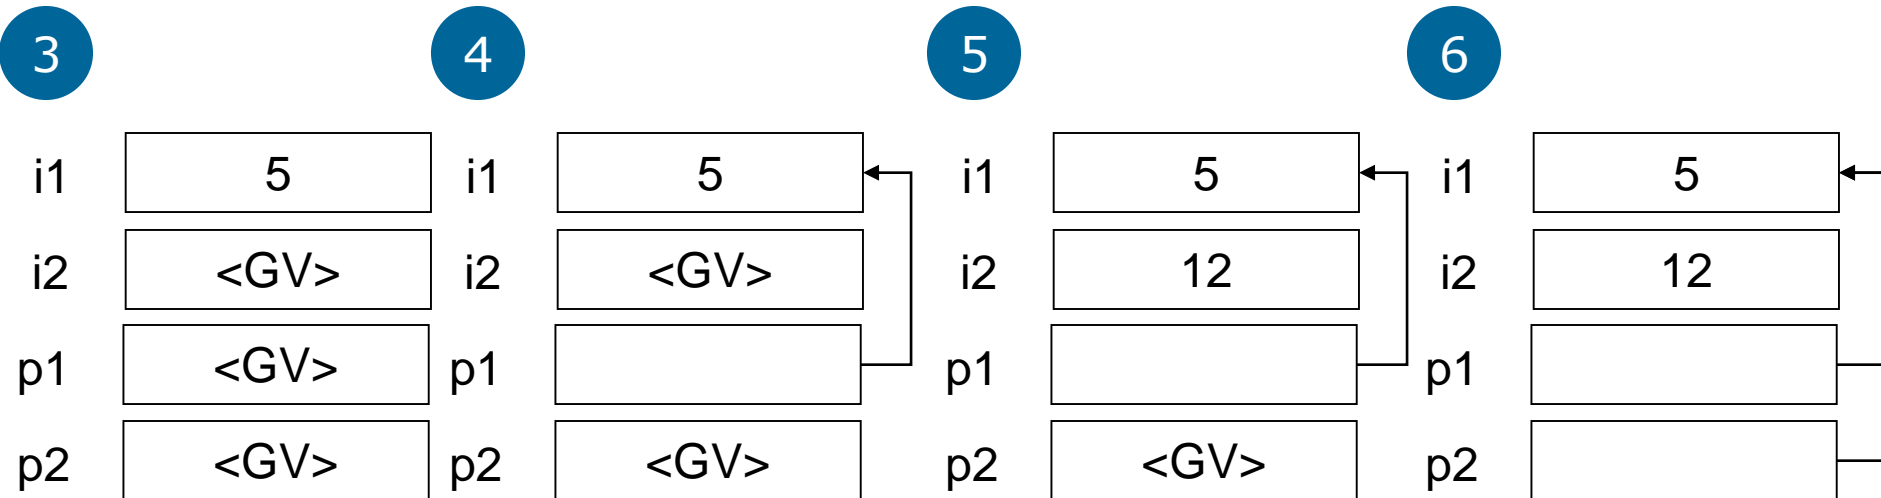 3 4 5 6
i1 5 i1 5 i1 5 i1 5
i2 <GV> i2 <GV> i2 12 i2 12
p1 <GV> p1 p1 p1
p2 <GV> p2 <GV> p2 <GV> p2